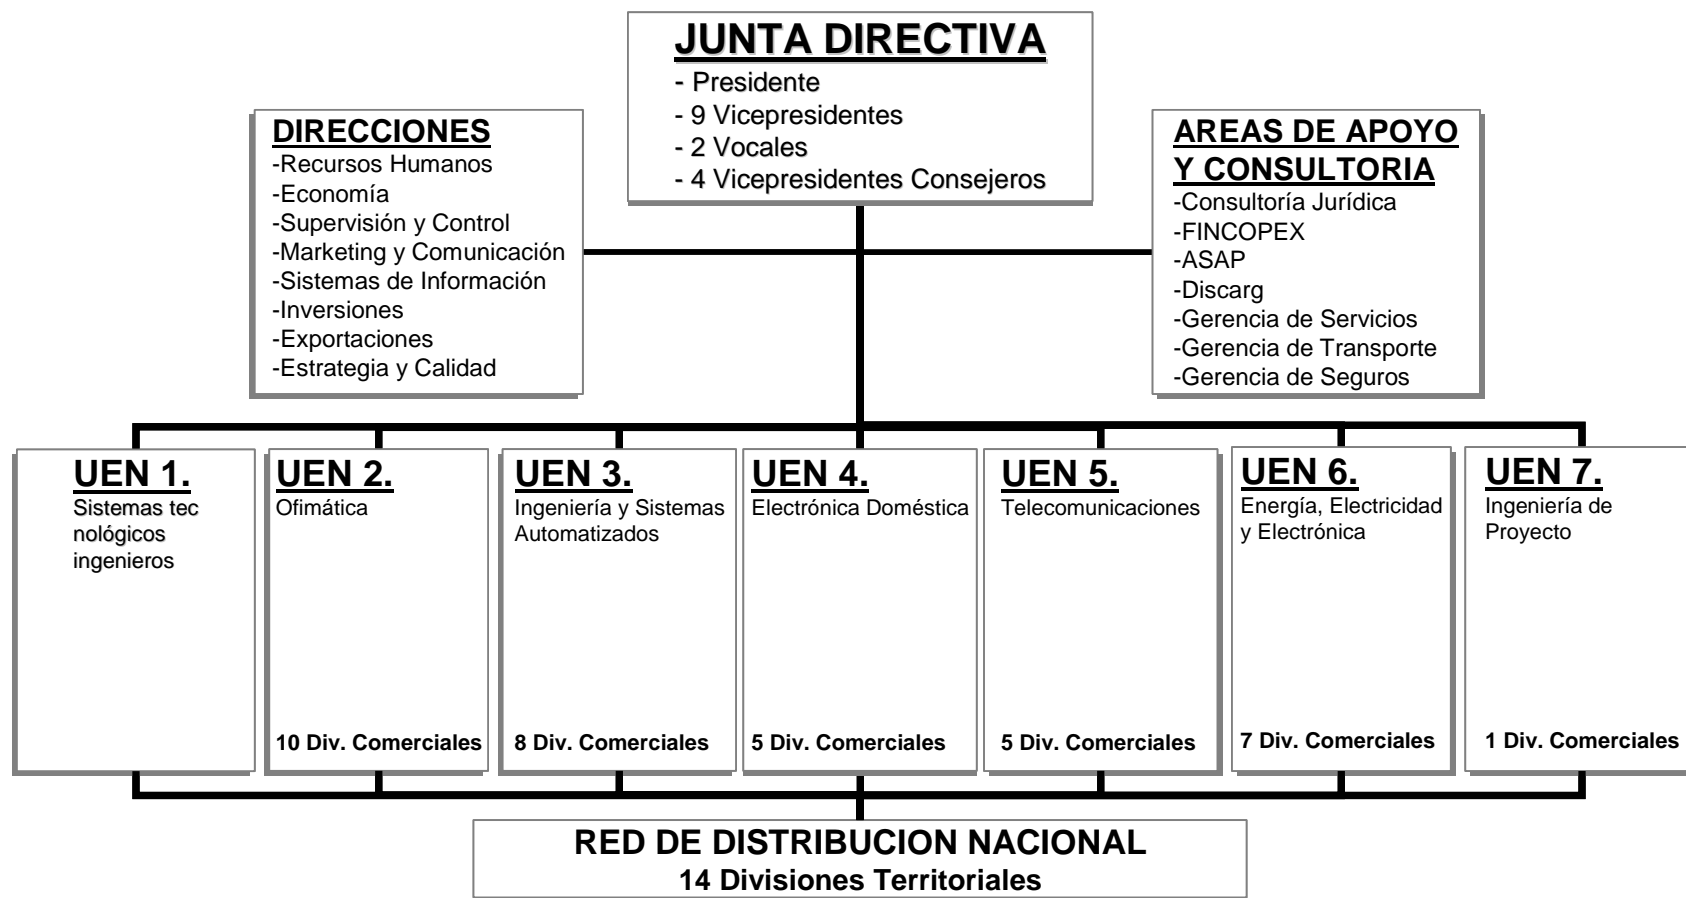 JUNTA DIRECTIVA
- Presidente
- 9 Vicepresidentes
- 2 Vocales
- 4 Vicepresidentes Consejeros
DIRECCIONES
-Recursos Humanos
-Economía
-Supervisión y Control
-Marketing y Comunicación
-Sistemas de Información
-Inversiones
-Exportaciones
-Estrategia y Calidad
AREAS DE APOYO
Y CONSULTORIA
-Consultoría Jurídica
-FINCOPEX
-ASAP
-Discarg
-Gerencia de Servicios
-Gerencia de Transporte
-Gerencia de Seguros
UEN 1.
Sistemas tec
nológicos
ingenieros
UEN 2.
Ofimática
10 Div. Comerciales
UEN 3.
Ingeniería y Sistemas
Automatizados
8 Div. Comerciales
UEN 4.
Electrónica Doméstica
5 Div. Comerciales
UEN 5.
Telecomunicaciones
5 Div. Comerciales
UEN 6.
Energía, Electricidad
y Electrónica
7 Div. Comerciales
UEN 7.
Ingeniería de
Proyecto
1 Div. Comerciales
RED DE DISTRIBUCION NACIONAL
14 Divisiones Territoriales